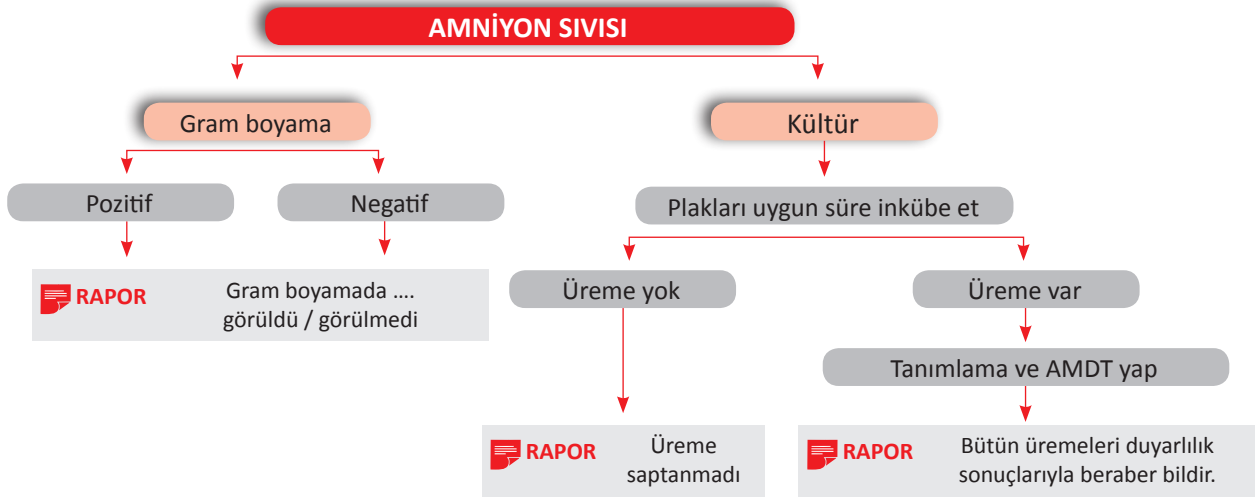 AMNİYON SIVISI
Gram boyama
Kültür
Pozitif
Negatif
Plakları uygun süre inkübe et
RAPOR
Gram boyamada ....
görüldü / görülmedi
Üreme yok
Üreme var
Tanımlama ve AMDT yap
RAPOR
Üreme
saptanmadı
RAPOR
Bütün üremeleri duyarlılık
sonuçlarıyla beraber bildir.